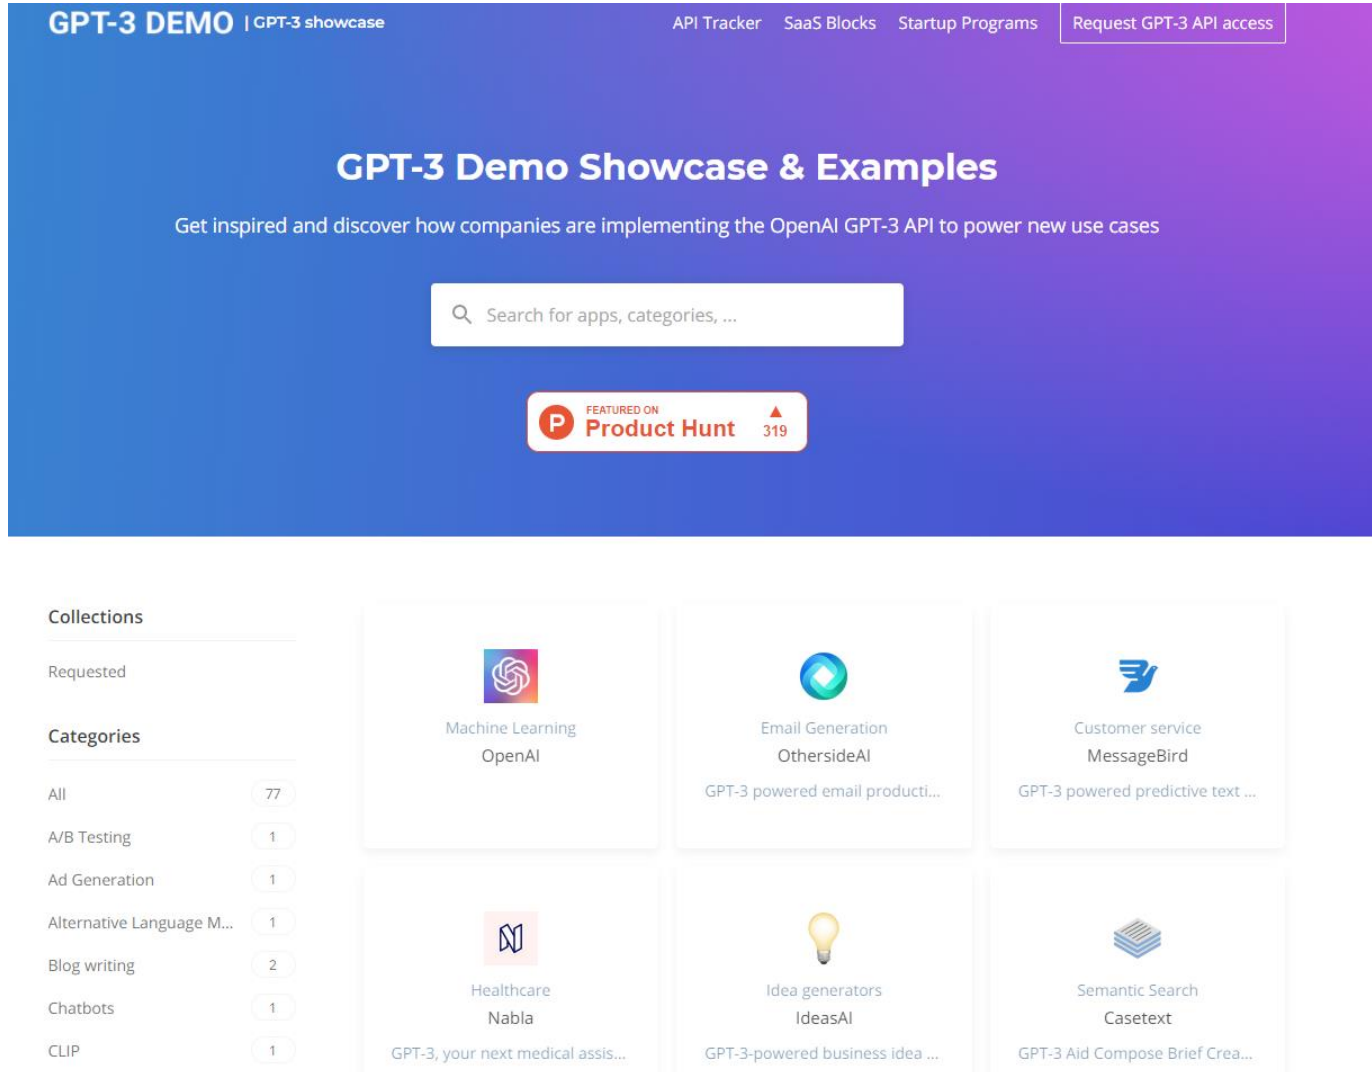 GPT-3 DEMO | GPT-3 showcase
API Tracker SaaS Blocks Startup Programs Request GPT-3 API access
GPT-3 Demo Showcase & Examples
Get inspired and discover how companies are implementing the OpenAI GPT-3 API to power new use cases
Search for apps, categories, ...
P FEATURED ON
Product Hunt 319
Collections
Requested
Categories
All 77
A/B Testing 1
Ad Generation 1
Alternative Language M... 1
Blog writing 2
Chatbots 1
CLIP 1
Machine Learning
OpenAI
Email Generation
OthersideAI
GPT-3 powered email producti...
Customer service
MessageBird
GPT-3 powered predictive text ...
Healthcare
Nabla
GPT-3, your next medical assis...
Idea generators
IdeasAI
GPT-3-powered business idea ...
Semantic Search
Casetext
GPT-3 Aid Compose Brief Crea...